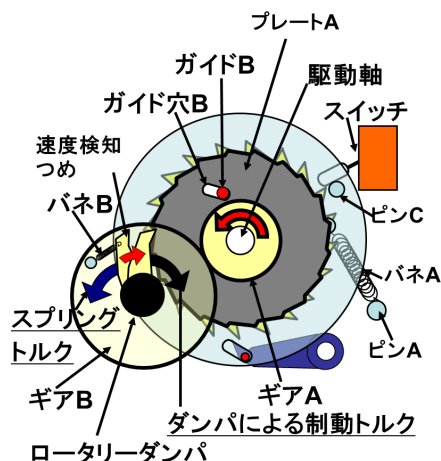 プレートA
ガイドB
駆動軸
ガイド穴B
スイッチ
速度検知
つめ
バネB
ピンC
バネA
スプリング
トルク
ピンA
ギアB
ギアA
ダンパによる制動トルク
ロータリーダンパ